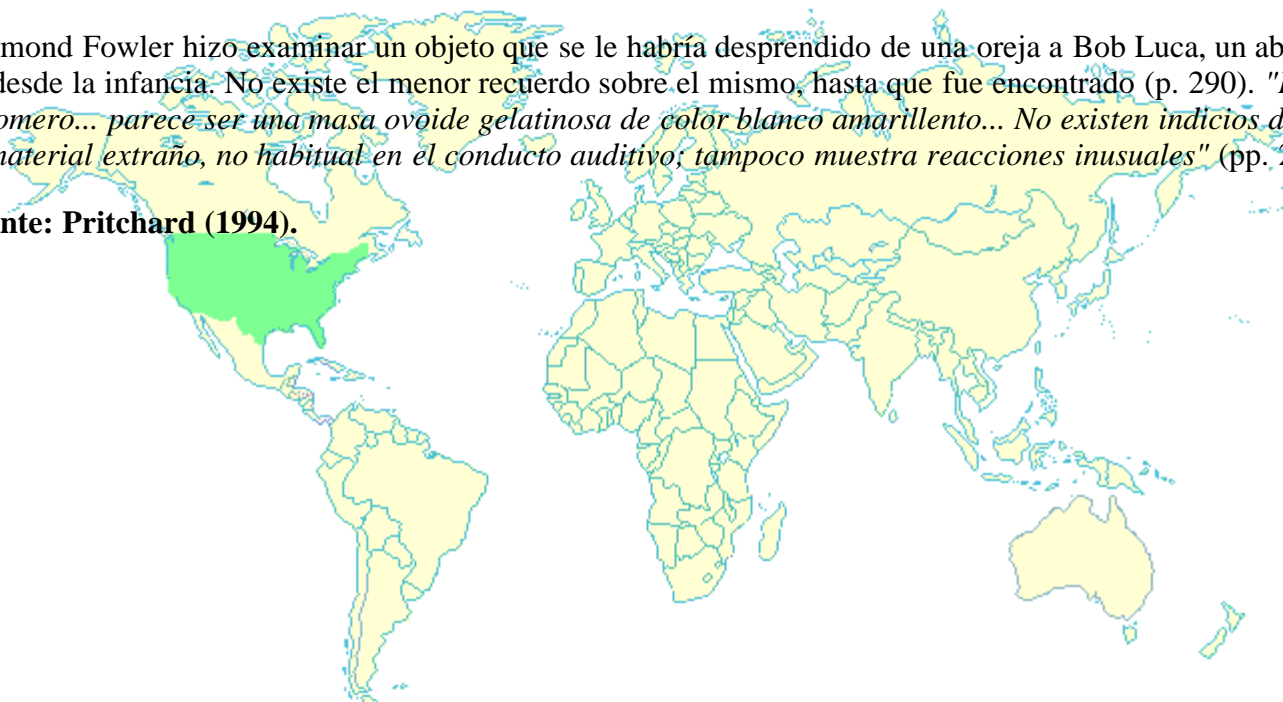 mond Fowler hizo examinar un objeto que se le habría desprendido de una oreja a Bob Luca, un ab
desde la infancia. No existe el menor recuerdo sobre el mismo, hasta que fue encontrado (p. 290).
omero... parece ser una masa ovoide gelatinosa de color blanco amarillento... No existen indicios d
material extraño, no habitual en el conducto auditivo; tampoco muestra reacciones inusuales" (pp. 2
nte: Pritchard (1994).